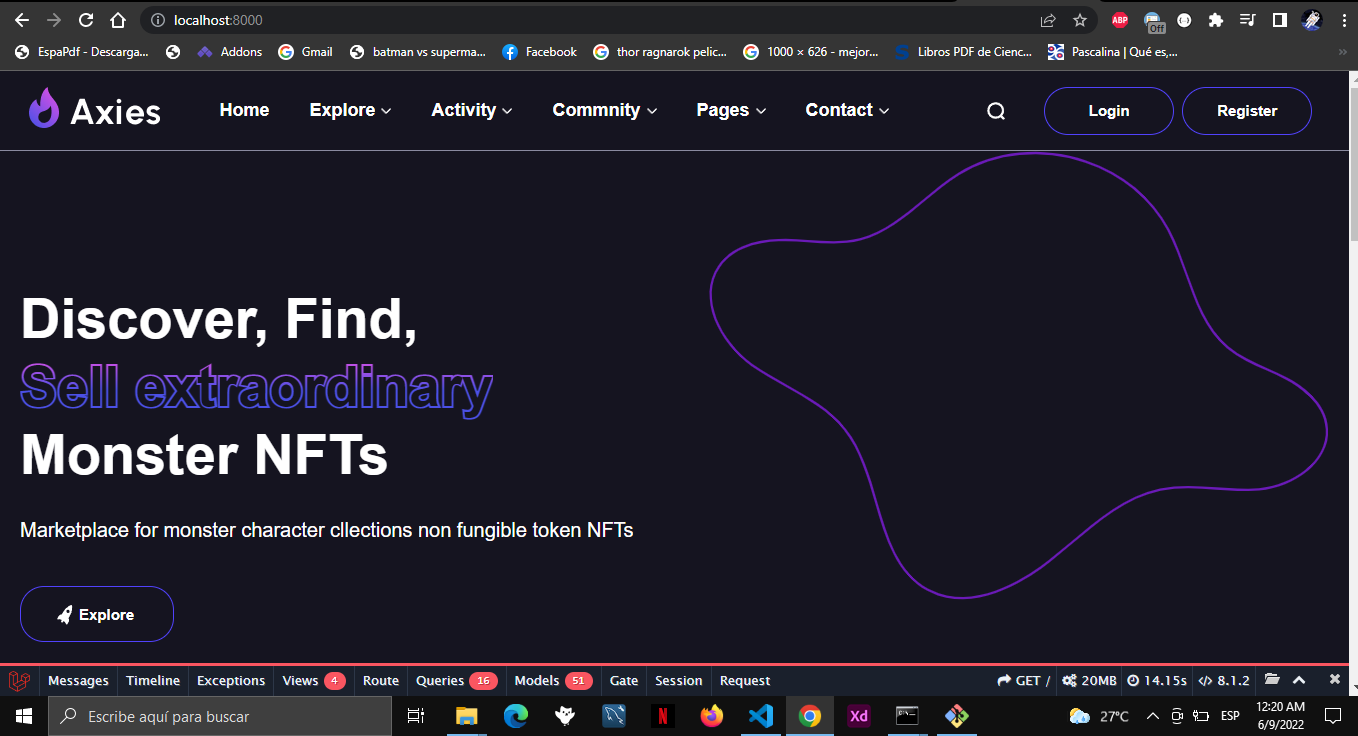 localhost:8000
ABP
Off
EspaPdf - Descarga...
Addons
Gmail
batman vs superma...
Facebook
thor ragnarok pelic...
1000 × 626 - mejor...
Libros PDF de Cienc...
Pascalina | Qué es,...
Axies
Home
Explore
Activity
Commnity
Pages
Contact
Login
Register
Discover, Find,
Sell extraordinary
Monster NFTs
Marketplace for monster character cllections non fungible token NFTs
Explore
Messages
Timeline
Exceptions
Views 4
Route
Queries 16
Models 51
Gate
Session
Request
GET /
20MB
14.15s
8.1.2
Escribe aquí para buscar
N
Xd
27°C
ESP
12:20 AM
6/9/2022